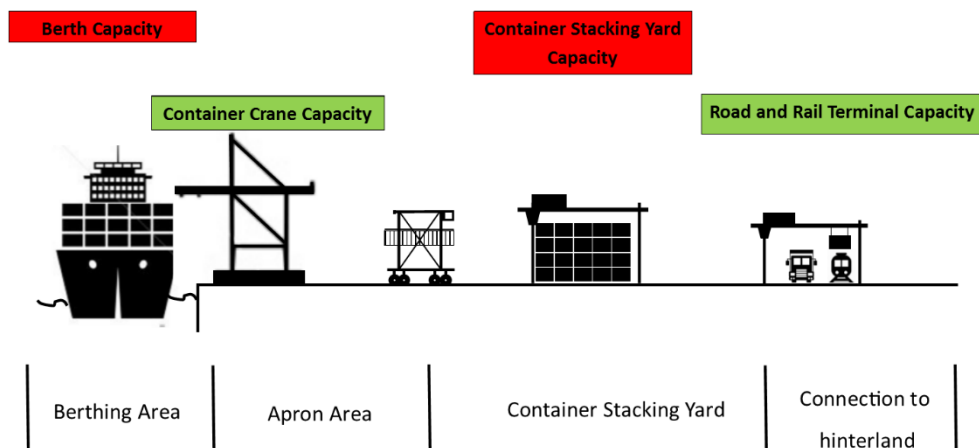 Berth Capacity
Container Stacking Yard
Capacity
Container Crane Capacity
Road and Rail Terminal Capacity
Berthing Area
Apron Area
Container Stacking Yard
Connection to
hinterland